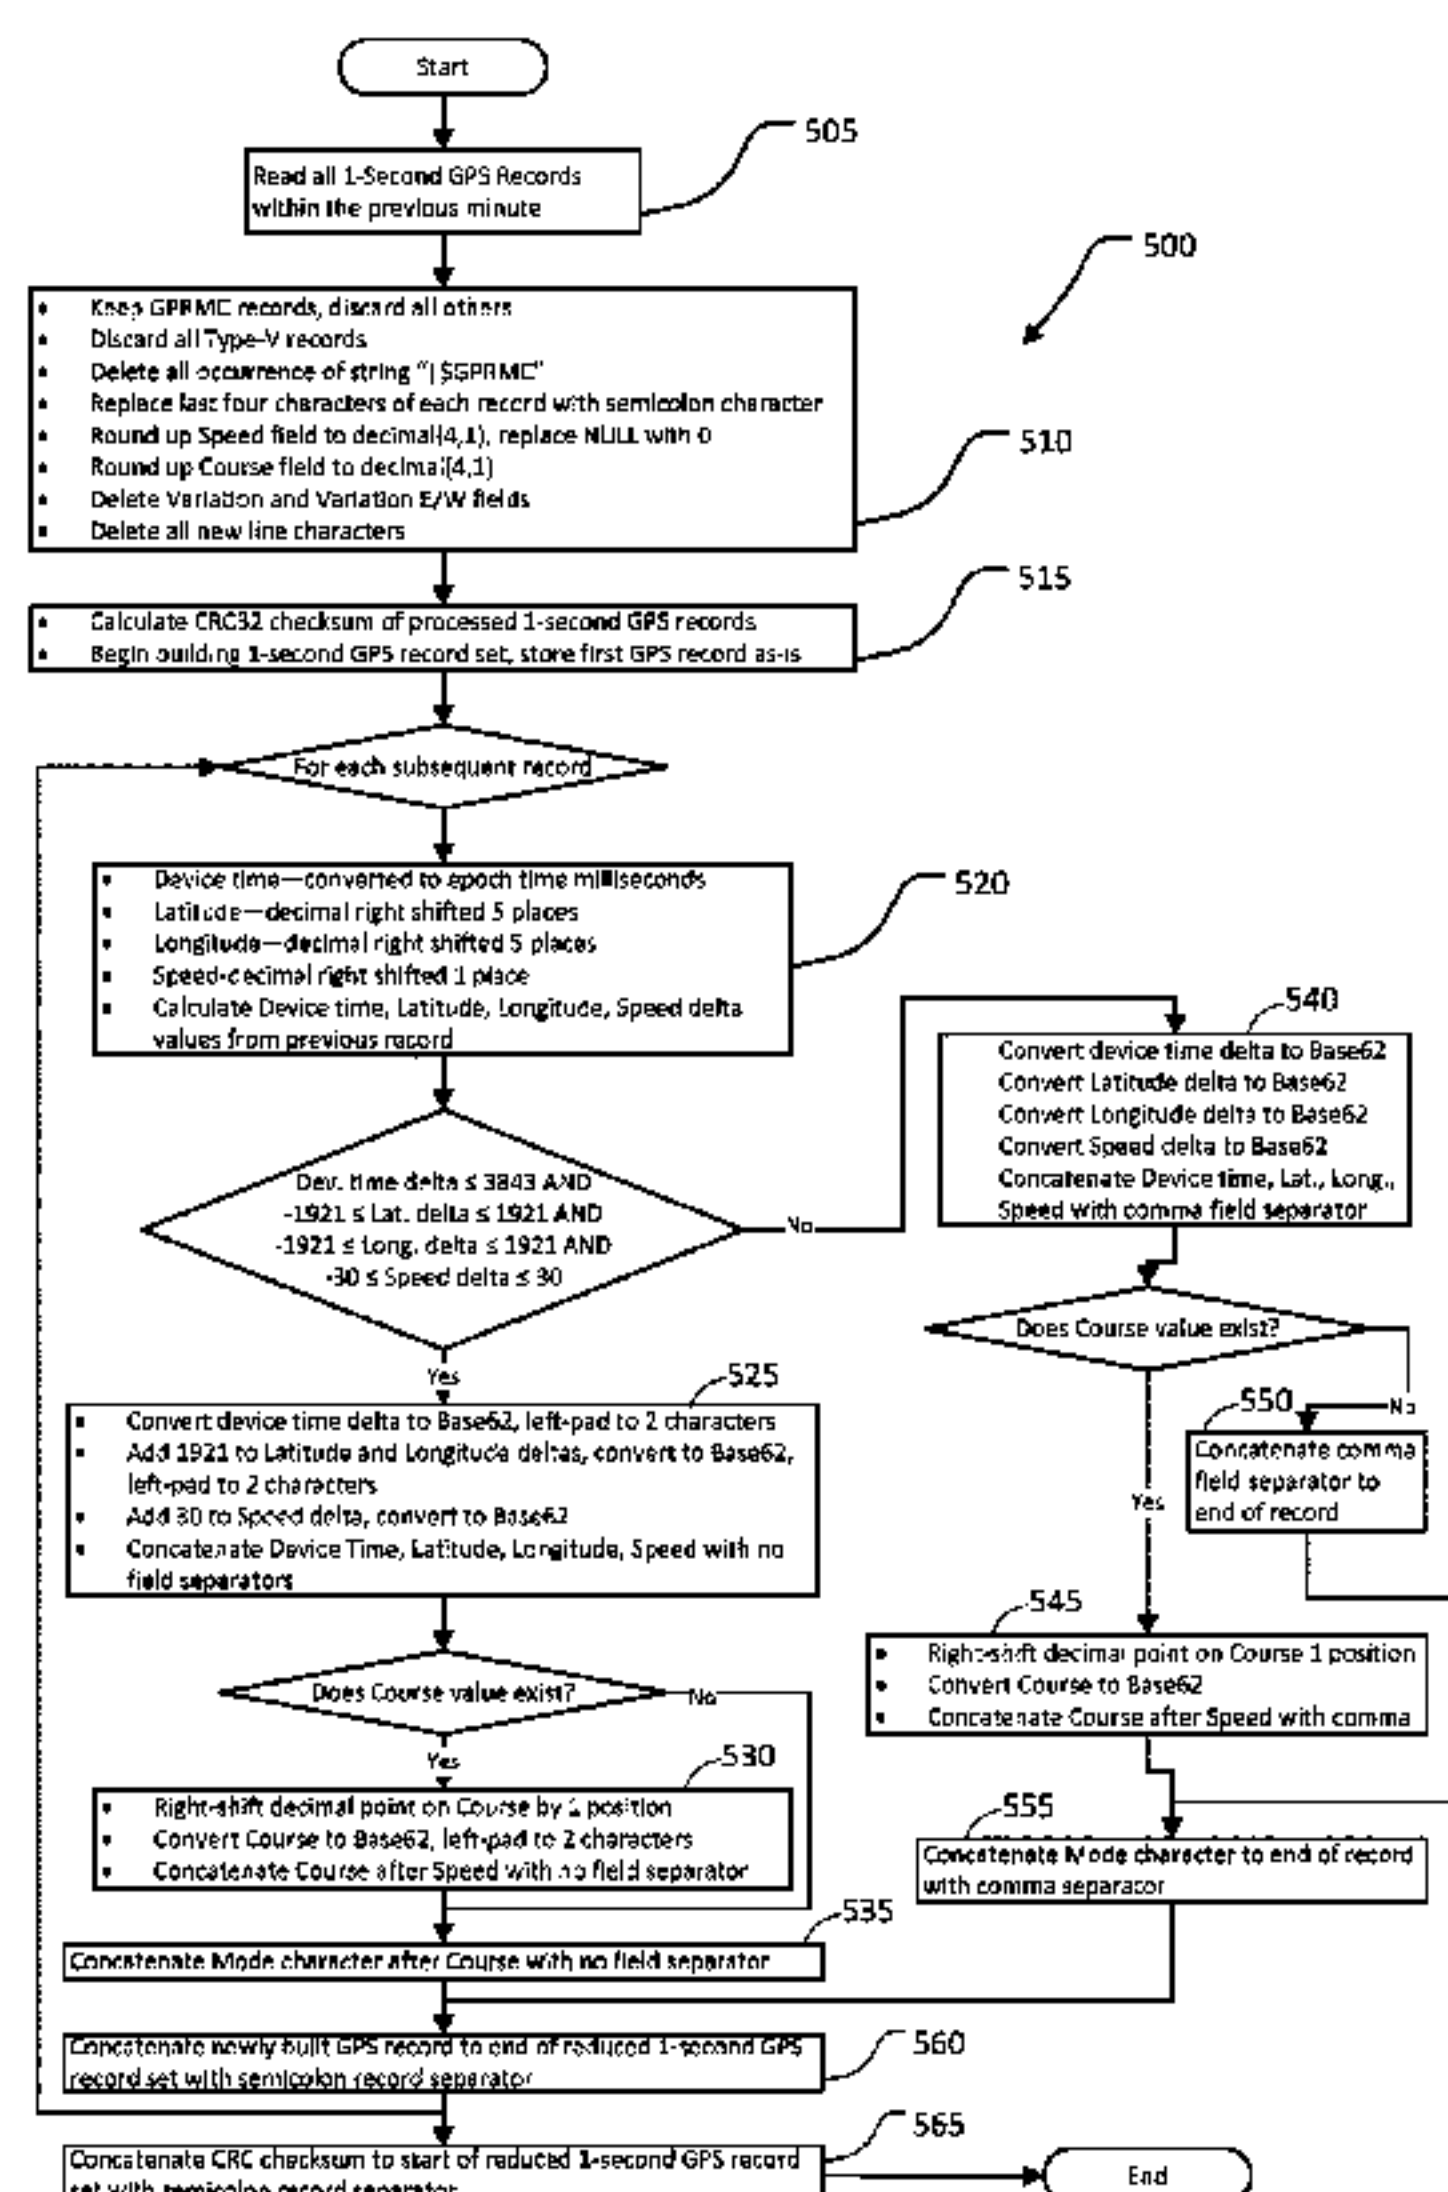 Start
505
Read all 1-Second GPS Records
within the previous minute
500
• Keep GPRMC records, discard all others
• Discard all Type-V records
• Delete all occurrence of string "|$GPRMC"
• Replace last four characters of each record with semicolon character
• Round up Speed field to decimal(4,1), replace NULL with 0
• Round up Course field to decimal(4,1)
• Delete Variation and Variation E/W fields
• Delete all new line characters
510
515
• Calculate CRC32 checksum of processed 1-second GPS records
• Begin building 1-second GPS record set, store first GPS record as-is
For each subsequent record
520
• Device time—converted to epoch time milliseconds
• Latitude—decimal right shifted 5 places
• Longitude—decimal right shifted 5 places
• Speed-decimal right shifted 1 place
• Calculate Device time, Latitude, Longitude, Speed delta
values from previous record
540
Convert device time delta to Base62
Convert Latitude delta to Base62
Convert Longitude delta to Base62
Convert Speed delta to Base62
Concatenate Device time, Lat., Long.,
Speed with comma field separator
Dev. time delta ≤ 3843 AND
-1921 ≤ Lat. delta ≤ 1921 AND
-1921 ≤ Long. delta ≤ 1921 AND
-30 ≤ Speed delta ≤ 30
No
Yes
Does Course value exist?
No
Yes
550
Concatenate comma
field separator to
end of record
525
• Convert device time delta to Base62, left-pad to 2 characters
• Add 1921 to Latitude and Longitude deltas, convert to Base62,
left-pad to 2 characters
• Add 30 to Speed delta, convert to Base62
• Concatenate Device Time, Latitude, Longitude, Speed with no
field separators
545
• Right-shift decimal point on Course 1 position
• Convert Course to Base62
• Concatenate Course after Speed with comma
Does Course value exist?
No
Yes
530
• Right-shift decimal point on Course by 1 position
• Convert Course to Base62, left-pad to 2 characters
• Concatenate Course after Speed with no field separator
555
Concatenate Mode character to end of record
with comma separator
535
Concatenate Mode character after Course with no field separator
560
Concatenate newly built GPS record to end of reduced 1-second GPS
record set with semicolon record separator
565
Concatenate CRC checksum to start of reduced 1-second GPS record
set with semicolon record separator
End